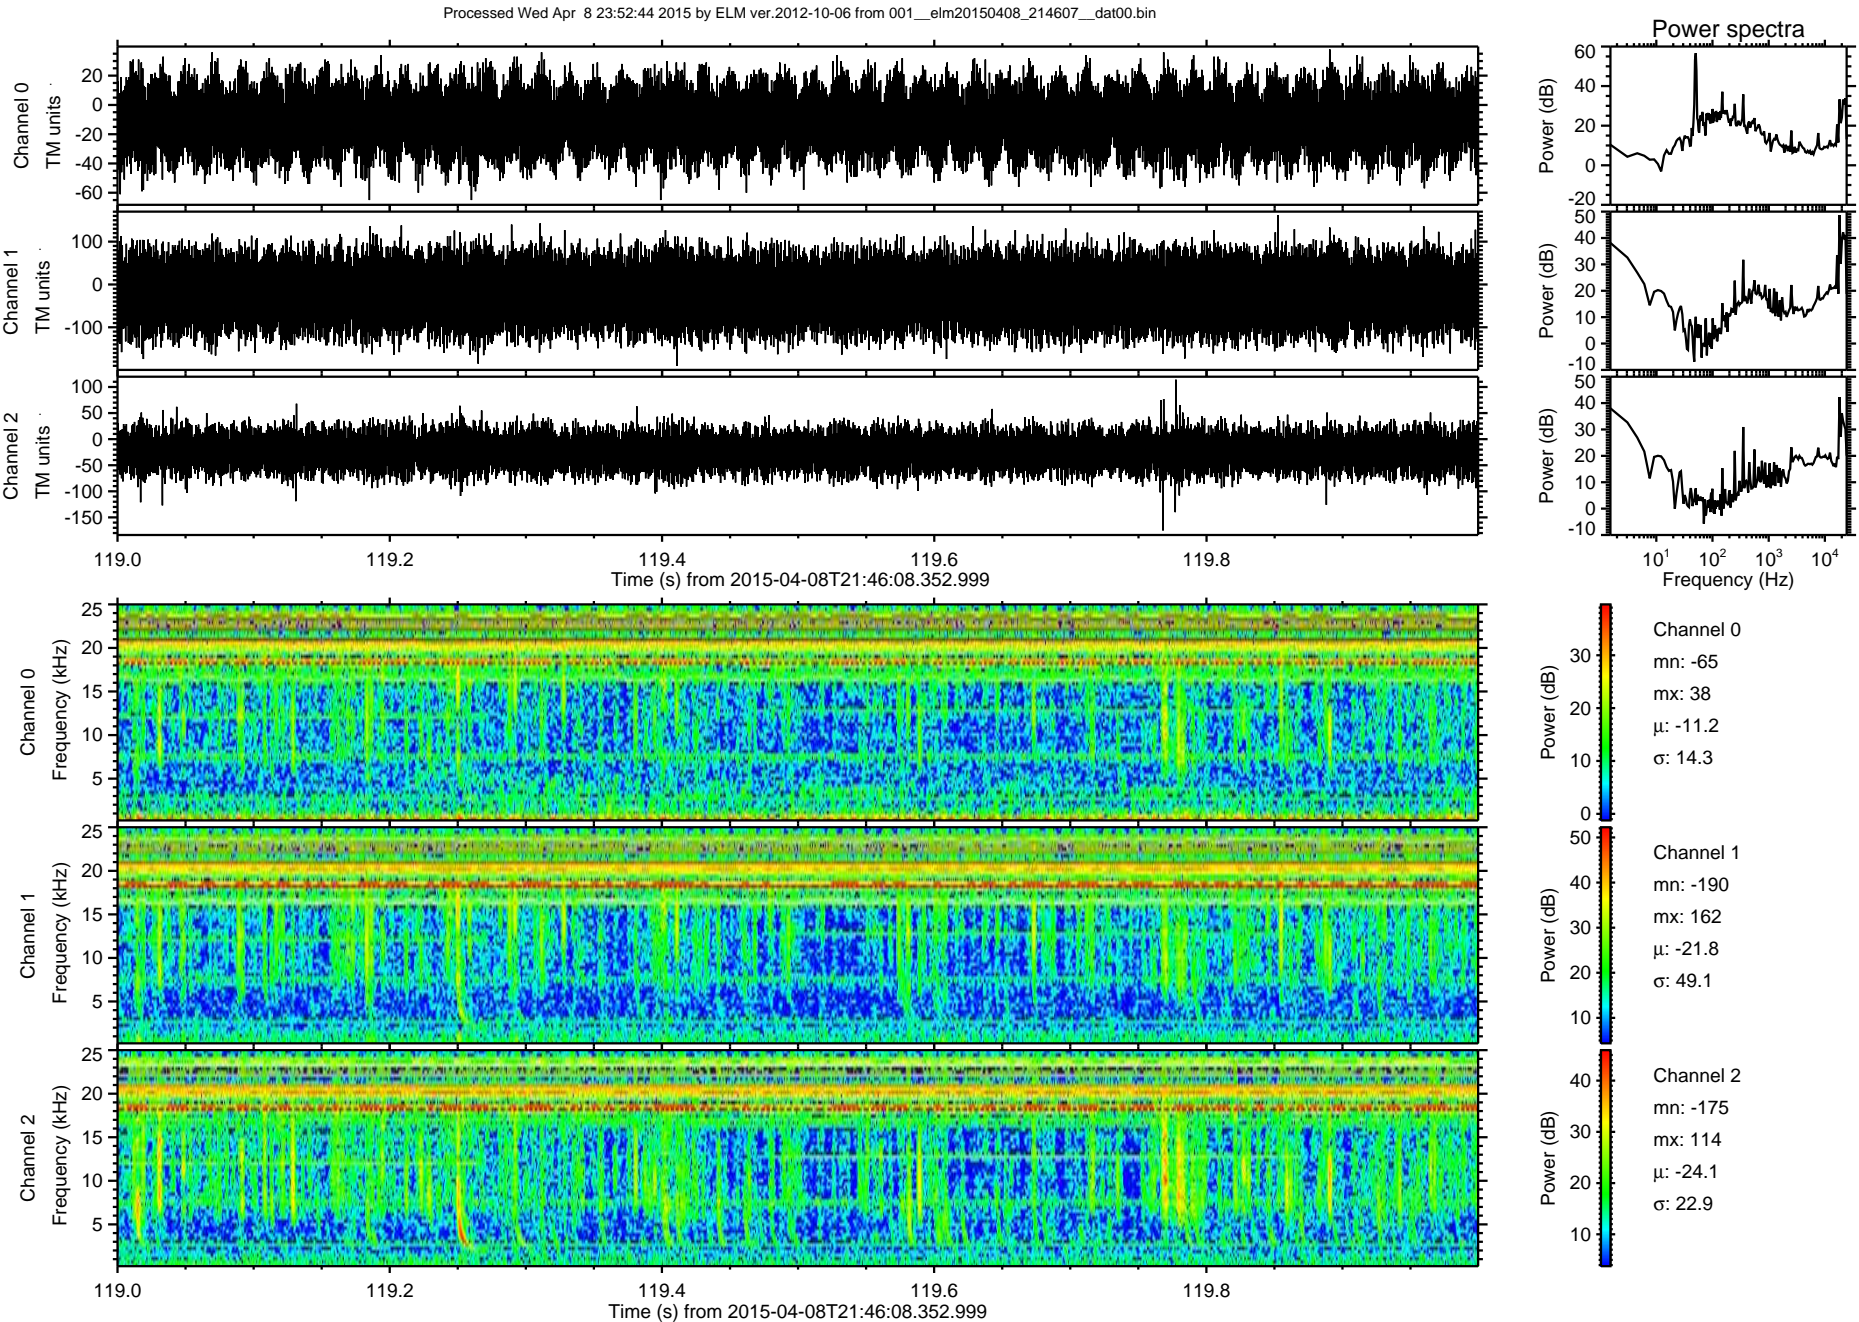 Processed Wed Apr  8 23:52:44 2015 by ELM ver.2012-10-06 from 001__elm20150408_214607__dat00.bin
Power spectra
Channel 0
TM units
20
0
-20
-40
-60
Power (dB)
60
40
20
0
-20
Channel 1
TM units
100
0
-100
Power (dB)
50
40
30
20
10
0
-10
Channel 2
TM units
100
50
0
-50
-100
-150
Power (dB)
50
40
30
20
10
0
-10
119.0 119.2 119.4 119.6 119.8
Time (s) from 2015-04-08T21:46:08.352.999
10¹ 10² 10³ 10⁴
Frequency (Hz)
Channel 0
Frequency (kHz)
25
20
15
10
5
Power (dB)
30
20
10
0
Channel 0
mn: -65
mx: 38
μ: -11.2
σ: 14.3
Channel 1
Frequency (kHz)
25
20
15
10
5
Power (dB)
50
40
30
20
10
Channel 1
mn: -190
mx: 162
μ: -21.8
σ: 49.1
Channel 2
Frequency (kHz)
25
20
15
10
5
Power (dB)
40
30
20
10
Channel 2
mn: -175
mx: 114
μ: -24.1
σ: 22.9
119.0 119.2 119.4 119.6 119.8
Time (s) from 2015-04-08T21:46:08.352.999